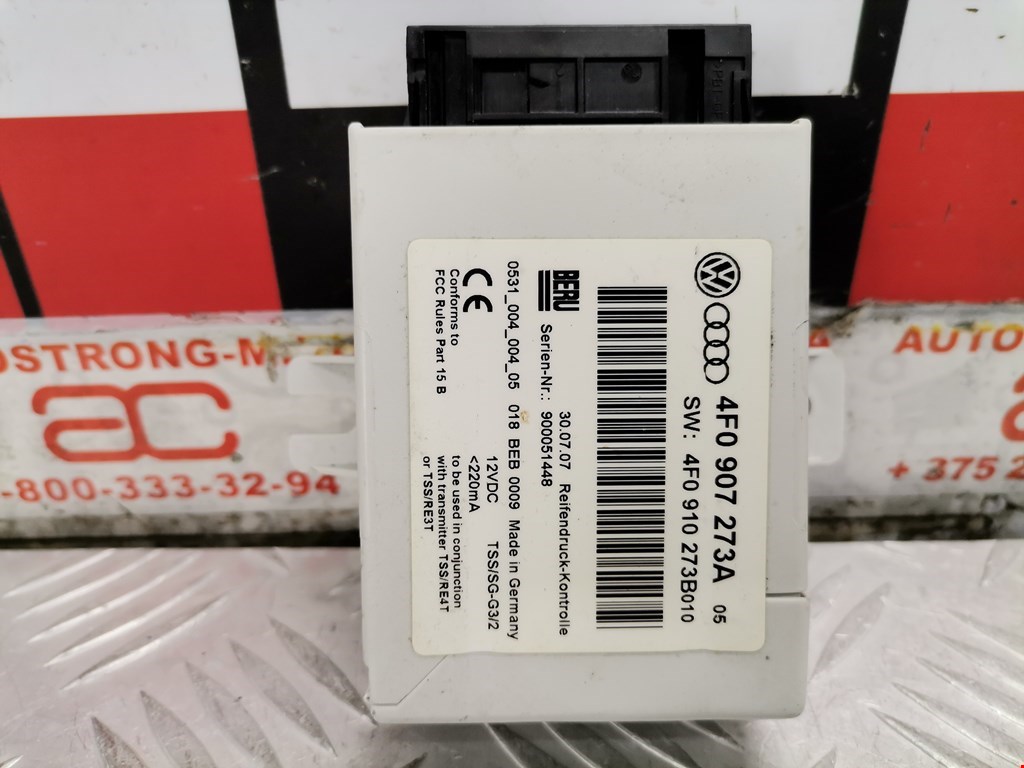 4F0 907 273A 05
SW: 4F0 910 273B010
BERU
30.07.07 Reifendruck-Kontrolle
Serien-Nr.: 900051448
0531_004_004_05 018 BEB 0009 Made in Germany
CE
12VDC TSS/SG-G3/2
<220mA
Conforms to
FCC Rules Part 15 B
to be used in conjunction
with transmitter TSS/RE4T
or TSS/RE3T
OSTRONG-M
ac
-800-333-32-94
AUTO
+ 375 2